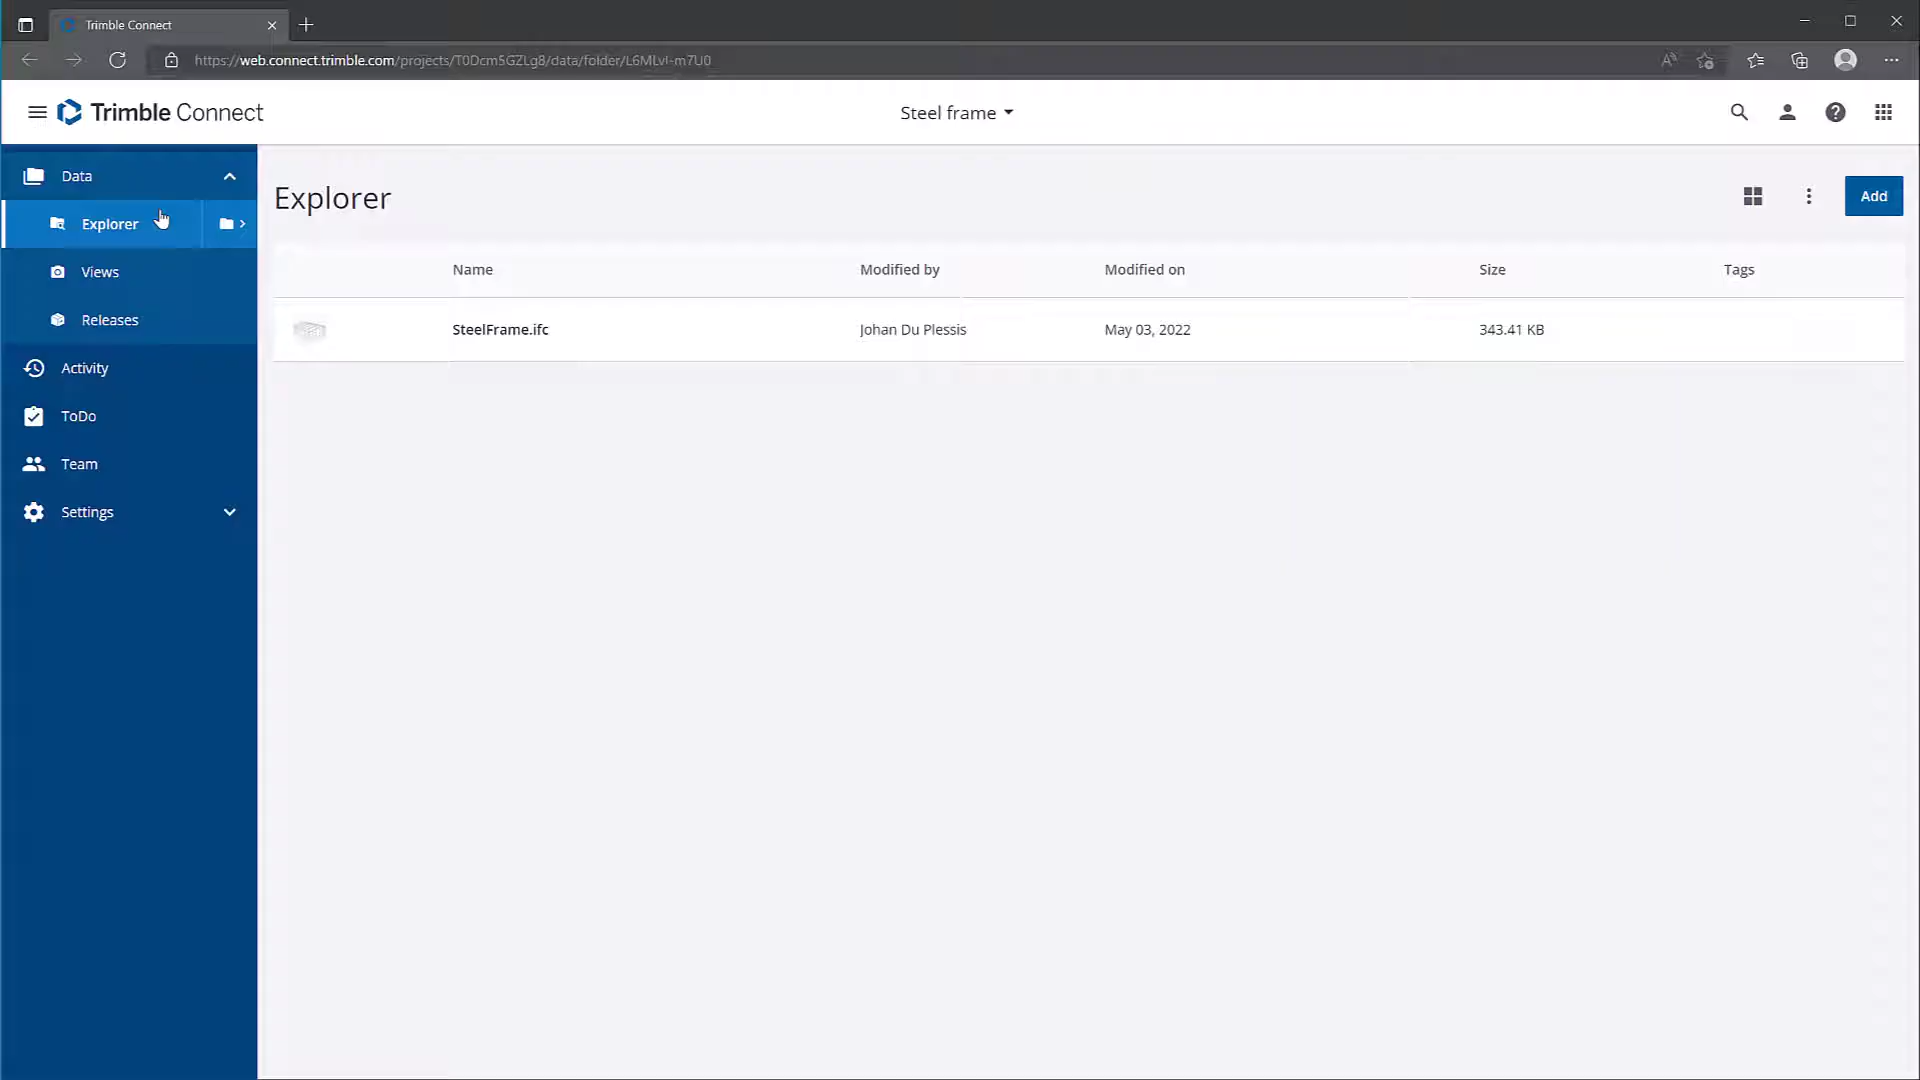 Trimble Connect
https://web.connect.trimble.com/projects/T0Dcm5GZLg8/data/folder/L6MLvI-m7U0
Trimble Connect
Steel frame
Data
Explorer
Views
Releases
Activity
ToDo
Team
Settings
Explorer
Add
Name Modified by Modified on Size Tags
SteelFrame.ifc Johan Du Plessis May 03, 2022 343.41 KB